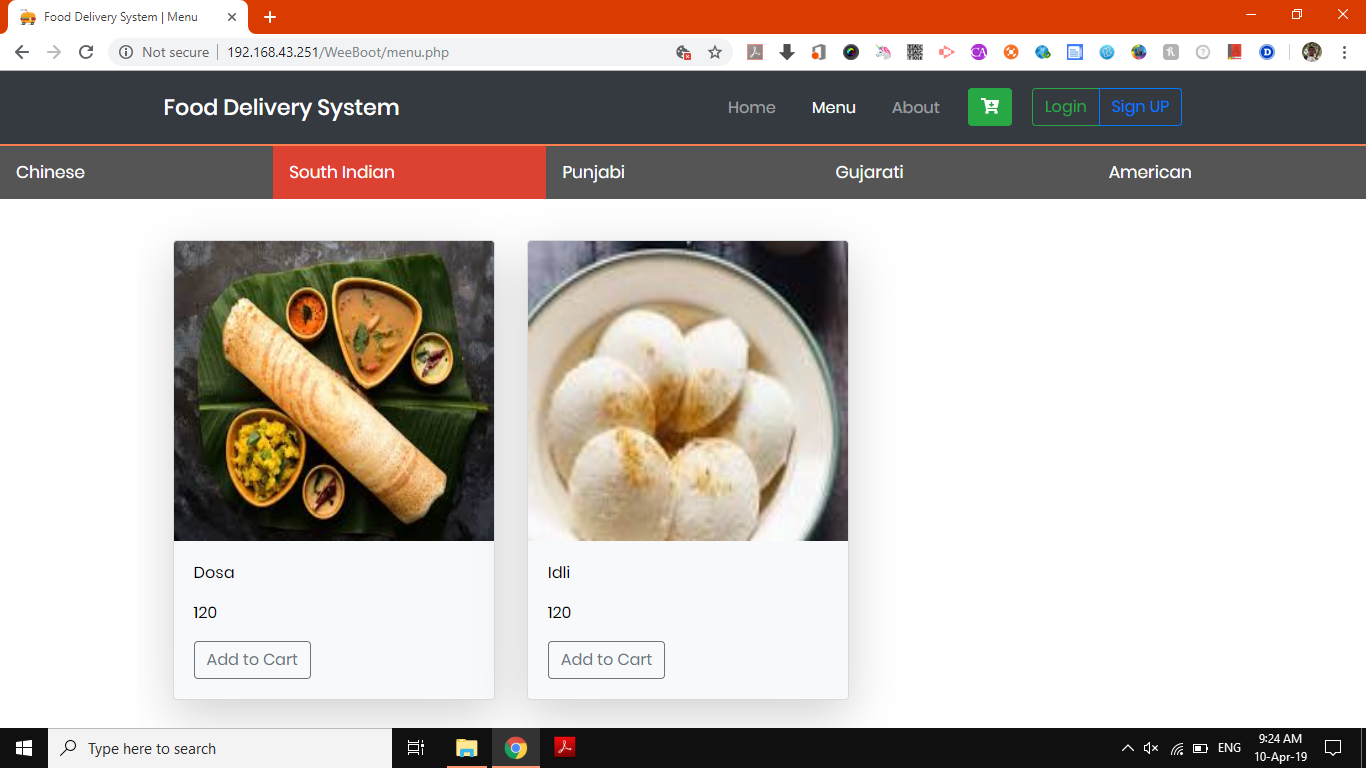 Food Delivery System | Menu
Not secure | 192.168.43.251/WeeBoot/menu.php
Food Delivery System
Home Menu About Login Sign UP
Chinese South Indian Punjabi Gujarati American
Dosa Idli
120 120
Add to Cart Add to Cart
Type here to search
ENG
9:24 AM
10-Apr-19